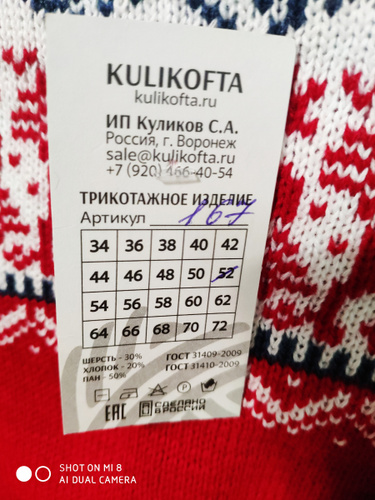 KULIKOFTA
kulikofta.ru
ИП Куликов С.А.
Россия, г. Воронеж
sale@kulikofta.ru
+7 (920) 466-40-54
ТРИКОТАЖНОЕ ИЗДЕЛИЕ
Артикул 167
34 36 38 40 42
44 46 48 50 52
54 56 58 60 62
64 66 68 70 72
ШЕРСТЬ - 30% ГОСТ 31409-2009
ХЛОПОК - 20% ГОСТ 31410-2009
ПАН - 50%
EAC СДЕЛАНО В РОССИИ
SHOT ON MI 8
AI DUAL CAMERA